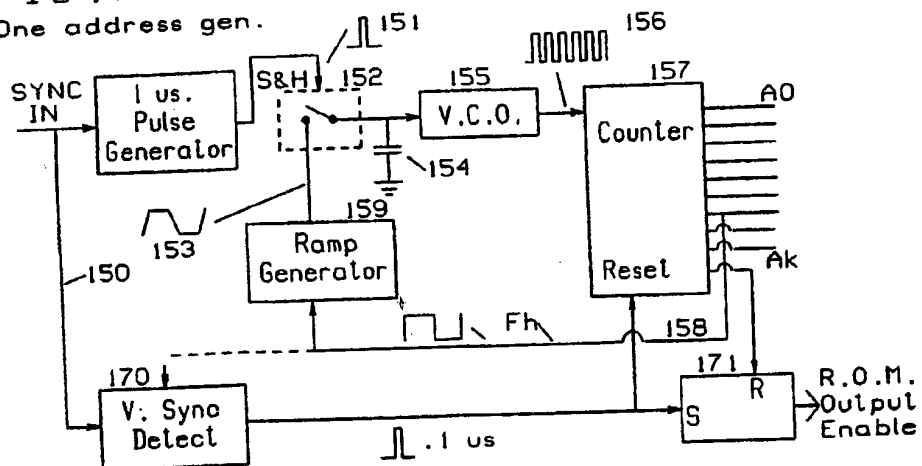 One address gen.
151
156
SYNC
IN
1 us.
Pulse
Generator
S&H
152
155
V.C.O.
157
Counter
A0
154
153
159
Ramp
Generator
Reset
Ak
150
Fh
158
170
V. Sync
Detect
.1 us
171
S
R
R.O.M.
Output
Enable